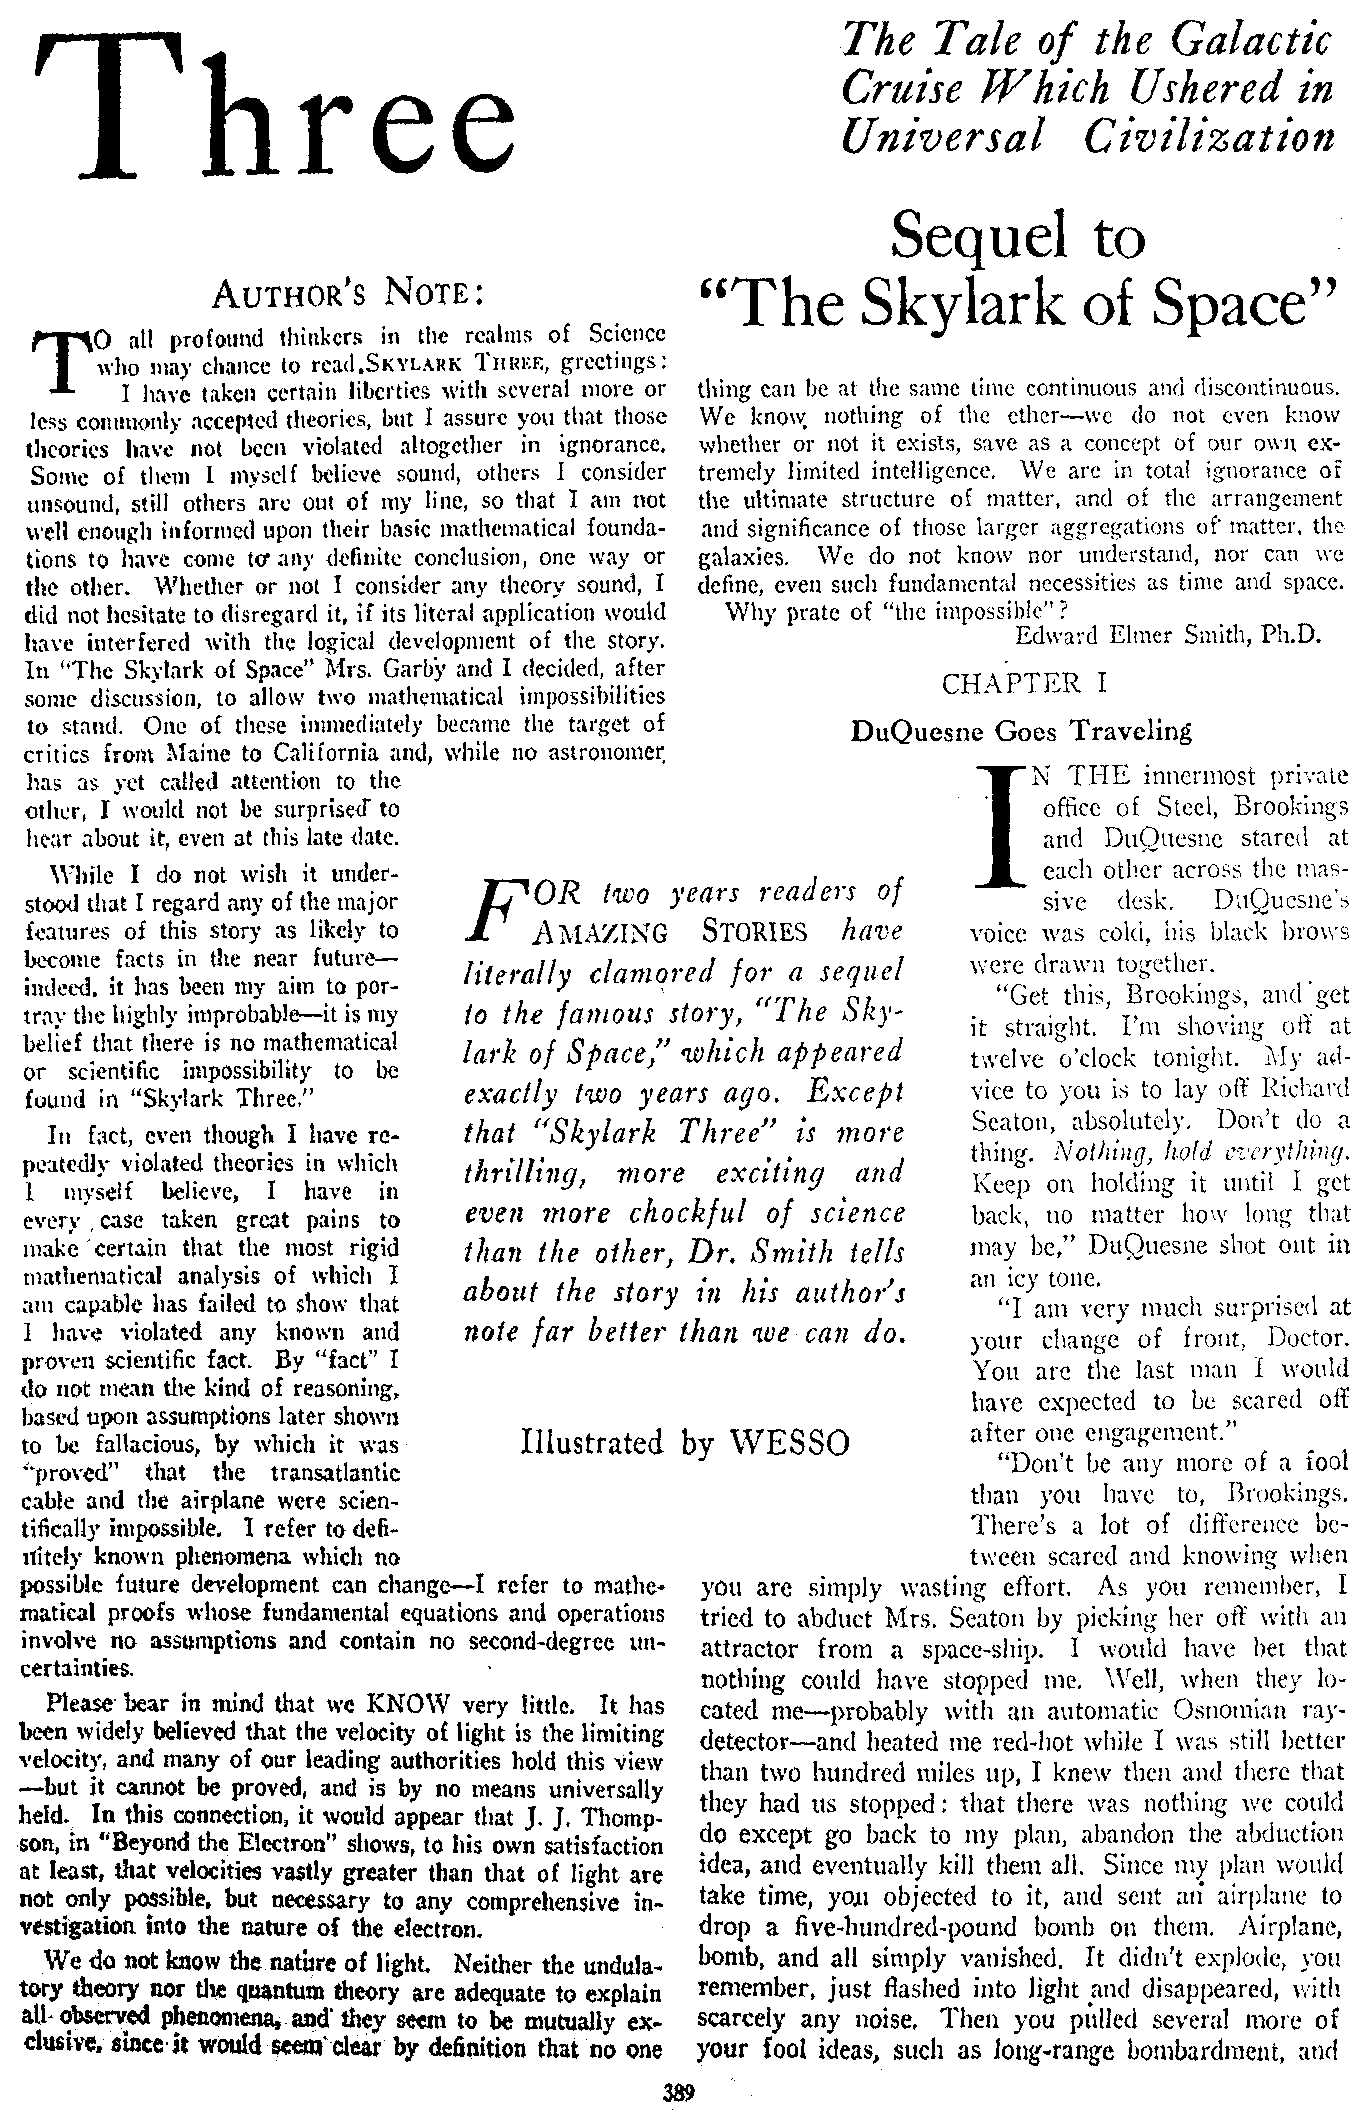 Three
The Tale of the Galactic
Cruise Which Ushered in
Universal Civilization
Sequel to
“The Skylark of Space”
AUTHOR'S NOTE:
TO all profound thinkers in the realms of Science
who may chance to read SKYLARK THREE, greetings:
I have taken certain liberties with several more or
less commonly accepted theories, but I assure you that those
theories have not been violated altogether in ignorance.
Some of them I myself believe sound, others I consider
unsound, still others are out of my line, so that I am not
well enough informed upon their basic mathematical founda-
tions to have come to any definite conclusion, one way or
the other. Whether or not I consider any theory sound, I
did not hesitate to disregard it, if its literal application would
have interfered with the logical development of the story.
In “The Skylark of Space” Mrs. Garby and I decided, after
some discussion, to allow two mathematical impossibilities
to stand. One of these immediately became the target of
critics from Maine to California and, while no astronomer
has as yet called attention to the
other, I would not be surprised to
hear about it, even at this late date.
While I do not wish it under-
stood that I regard any of the major
features of this story as likely to
become facts in the near future—
indeed, it has been my aim to por-
tray the highly improbable—it is my
belief that there is no mathematical
or scientific impossibility to be
found in “Skylark Three.”
In fact, even though I have re-
peatedly violated theories in which
I myself believe, I have in
every case taken great pains to
make certain that the most rigid
mathematical analysis of which I
am capable has failed to show that
I have violated any known and
proven scientific fact. By “fact” I
do not mean the kind of reasoning,
based upon assumptions later shown
to be fallacious, by which it was
“proved” that the transatlantic
cable and the airplane were scien-
tifically impossible. I refer to defi-
nitely known phenomena which no
possible future development can change—I refer to mathe-
matical proofs whose fundamental equations and operations
involve no assumptions and contain no second-degree un-
certainties.
Please bear in mind that we KNOW very little. It has
been widely believed that the velocity of light is the limiting
velocity, and many of our leading authorities hold this view
—but it cannot be proved, and is by no means universally
held. In this connection, it would appear that J. J. Thomp-
son, in “Beyond the Electron” shows, to his own satisfaction
at least, that velocities vastly greater than that of light are
not only possible, but necessary to any comprehensive in-
vestigation into the nature of the electron.
We do not know the nature of light. Neither the undula-
tory theory nor the quantum theory are adequate to explain
all observed phenomena, and they seem to be mutually ex-
clusive, since it would seem clear by definition that no one
thing can be at the same time continuous and discontinuous.
We know nothing of the ether—we do not even know
whether or not it exists, save as a concept of our own ex-
tremely limited intelligence. We are in total ignorance of
the ultimate structure of matter, and of the arrangement
and significance of those larger aggregations of matter, the
galaxies. We do not know nor understand, nor can we
define, even such fundamental necessities as time and space.
Why prate of “the impossible”?
Edward Elmer Smith, Ph.D.
FOR two years readers of
AMAZING STORIES have
literally clamored for a sequel
to the famous story, “The Sky-
lark of Space,” which appeared
exactly two years ago. Except
that “Skylark Three” is more
thrilling, more exciting and
even more chockful of science
than the other, Dr. Smith tells
about the story in his author's
note far better than we can do.
Illustrated by WESSO
CHAPTER I
DuQuesne Goes Traveling
IN THE innermost private
office of Steel, Brookings
and DuQuesne stared at
each other across the mas-
sive desk. DuQuesne's
voice was cold, his black brows
were drawn together.
“Get this, Brookings, and get
it straight. I'm shoving off at
twelve o'clock tonight. My ad-
vice to you is to lay off Richard
Seaton, absolutely. Don't do a
thing. Nothing, hold everything.
Keep on holding it until I get
back, no matter how long that
may be,” DuQuesne shot out in
an icy tone.
“I am very much surprised at
your change of front, Doctor.
You are the last man I would
have expected to be scared off
after one engagement.”
“Don't be any more of a fool
than you have to, Brookings.
There's a lot of difference be-
tween scared and knowing when
you are simply wasting effort. As you remember, I
tried to abduct Mrs. Seaton by picking her off with an
attractor from a space-ship. I would have bet that
nothing could have stopped me. Well, when they lo-
cated me—probably with an automatic Osnomian ray-
detector—and heated me red-hot while I was still better
than two hundred miles up, I knew then and there that
they had us stopped: that there was nothing we could
do except go back to my plan, abandon the abduction
idea, and eventually kill them all. Since my plan would
take time, you objected to it, and sent an airplane to
drop a five-hundred-pound bomb on them. Airplane,
bomb, and all simply vanished. It didn't explode, you
remember, just flashed into light and disappeared, with
scarcely any noise. Then you pulled several more of
your fool ideas, such as long-range bombardment, and
389